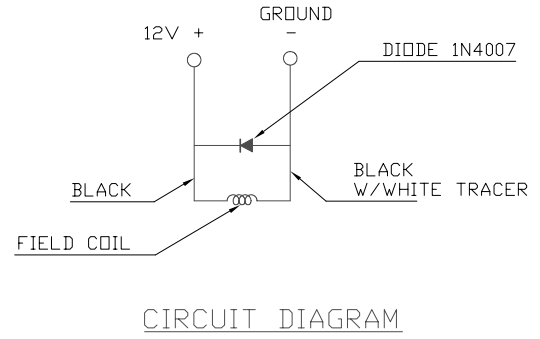 GROUND
12V + -
DIODE 1N4007
BLACK
W/WHITE TRACER
BLACK
FIELD COIL
CIRCUIT DIAGRAM